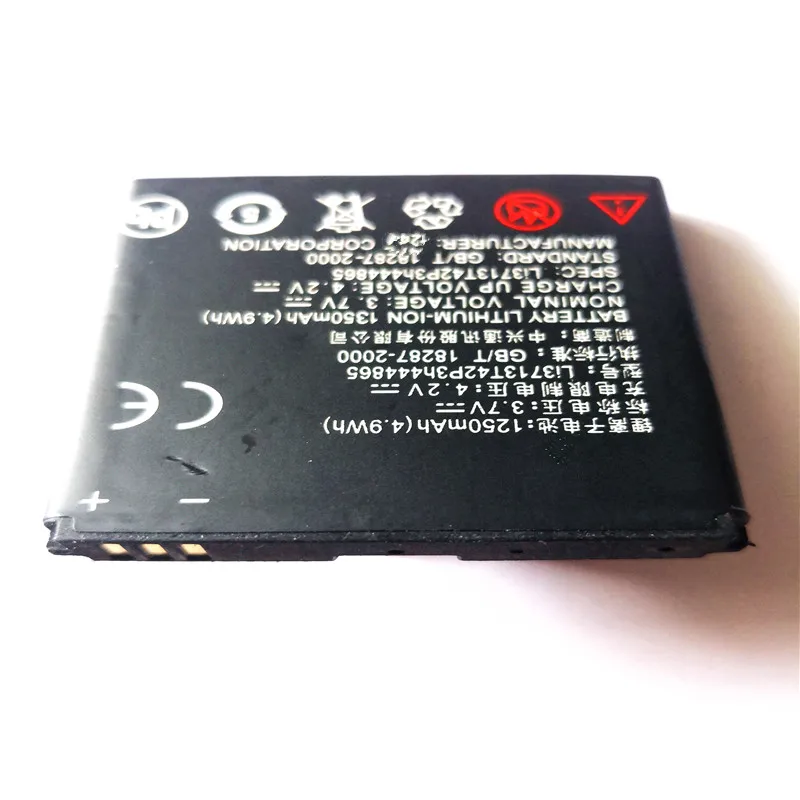 锂离子电池:1250mAh(4.9Wh)
标称电压:3.7V
充电限制电压:4.2V
型号:Li3713T42P3h444865
执行标准:GB/T 18287-2000
制造商:中兴通讯股份有限公司
BATTERY LITHIUM-ION 1350mAh (4.9Wh)
NOMINAL VOLTAGE: 3.7V
CHARGE UP VOLTAGE: 4.2V
SPEC: Li3713T42P3h444865
STANDARD: GB/T 18287-2000
MANUFACTURER: CORPORATION
CE
− +